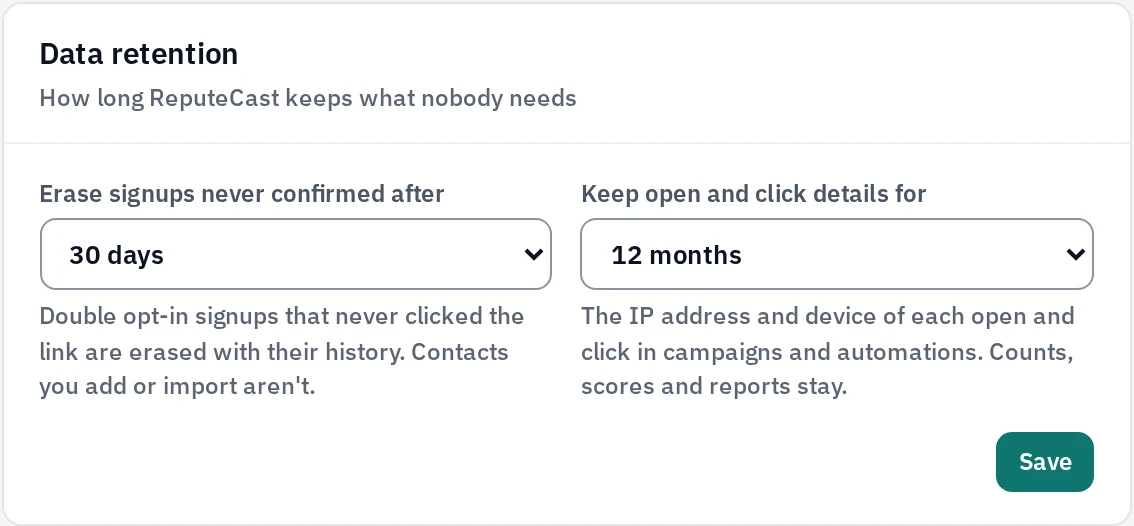 Data retention
How long ReputeCast keeps what nobody needs
Erase signups never confirmed after
30 days
Double opt-in signups that never clicked the
link are erased with their history. Contacts
you add or import aren't.
Keep open and click details for
12 months
The IP address and device of each open and
click in campaigns and automations. Counts,
scores and reports stay.
Save